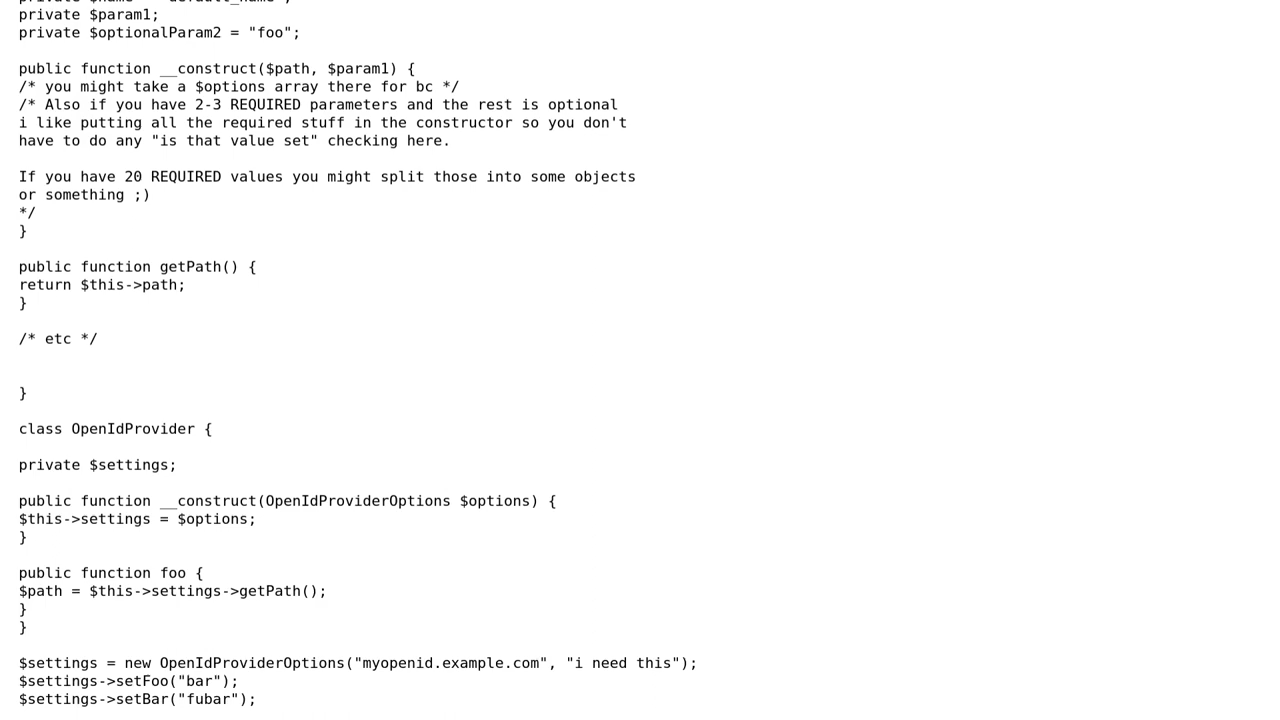 private $name = "default_name";
private $param1;
private $optionalParam2 = "foo";
public function __construct($path, $param1) {
/* you might take a $options array there for bc */
/* Also if you have 2-3 REQUIRED parameters and the rest is optional
i like putting all the required stuff in the constructor so you don't
have to do any "is that value set" checking here.
If you have 20 REQUIRED values you might split those into some objects
or something ;)
*/
}
public function getPath() {
return $this->path;
}
/* etc */
}
class OpenIdProvider {
private $settings;
public function __construct(OpenIdProviderOptions $options) {
$this->settings = $options;
}
public function foo {
$path = $this->settings->getPath();
}
}
$settings = new OpenIdProviderOptions("myopenid.example.com", "i need this");
$settings->setFoo("bar");
$settings->setBar("fubar");